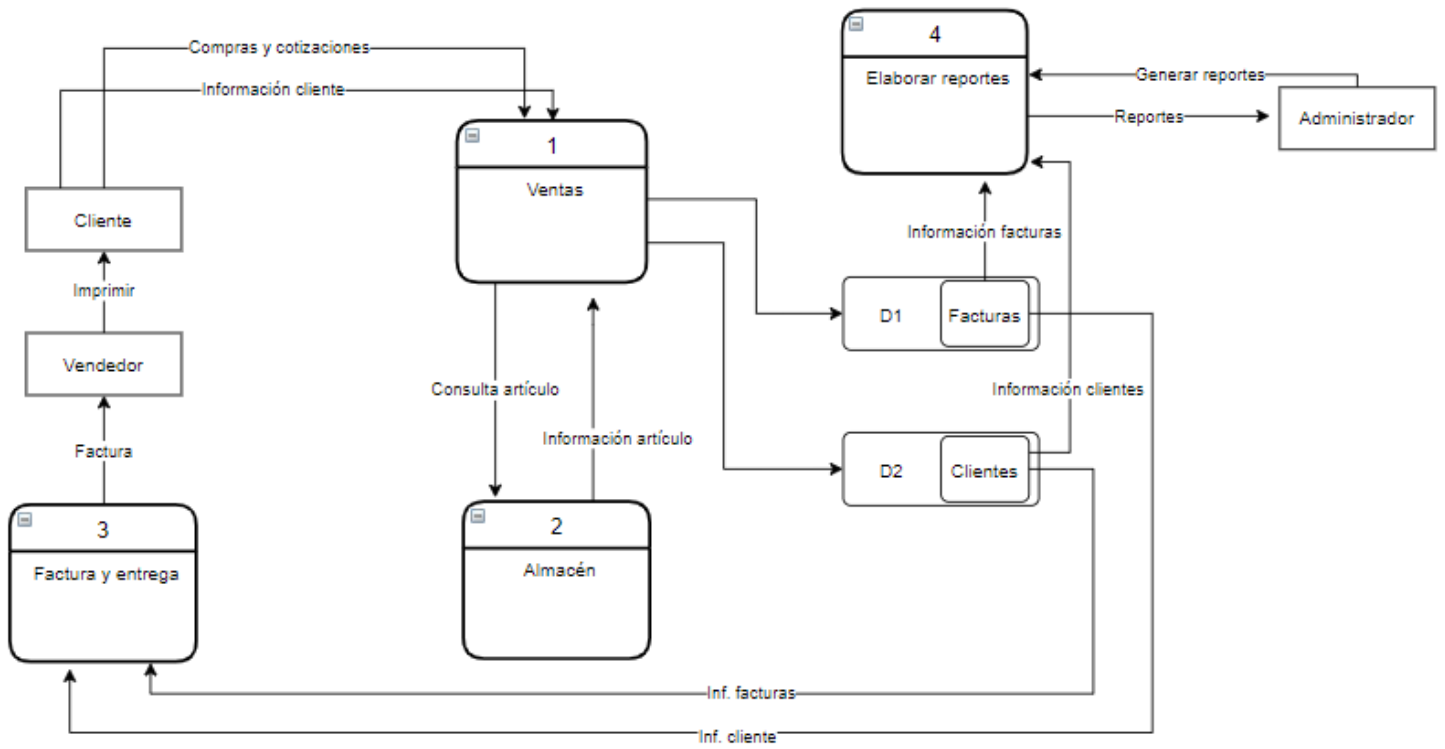 4
Compras y cotizaciones
Elaborar reportes
Generar reportes
Información cliente
Reportes
Administrador
1
Ventas
Cliente
Información facturas
Imprimir
D1
Facturas
Vendedor
Consulta artículo
Información clientes
Información artículo
Factura
D2
Clientes
3
2
Factura y entrega
Almacén
Inf. facturas
Inf. cliente